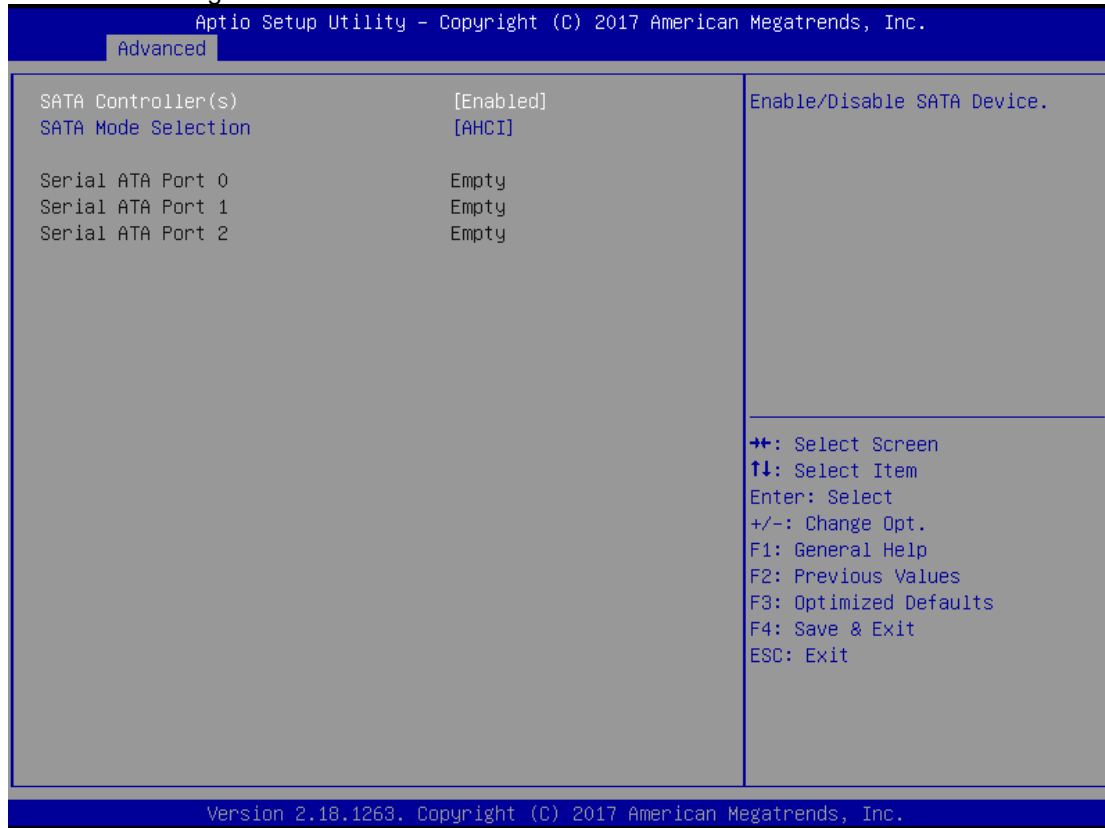 Aptio Setup Utility – Copyright (C) 2017 American Megatrends, Inc.
Advanced
SATA Controller(s) [Enabled]
SATA Mode Selection [AHCI]
Serial ATA Port 0 Empty
Serial ATA Port 1 Empty
Serial ATA Port 2 Empty
Enable/Disable SATA Device.
→←: Select Screen
↑↓: Select Item
Enter: Select
+/-: Change Opt.
F1: General Help
F2: Previous Values
F3: Optimized Defaults
F4: Save & Exit
ESC: Exit
Version 2.18.1263. Copyright (C) 2017 American Megatrends, Inc.